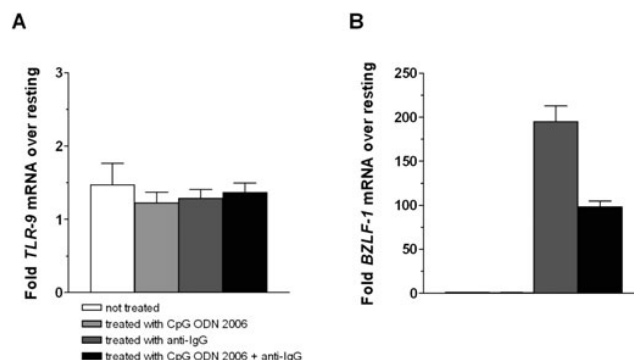 A
Fold TLR-9 mRNA over resting
3
2
1
0
not treated
treated with CpG ODN 2006
treated with anti-IgG
treated with CpG ODN 2006 + anti-IgG
B
Fold BZLF-1 mRNA over resting
250
200
150
100
50
0